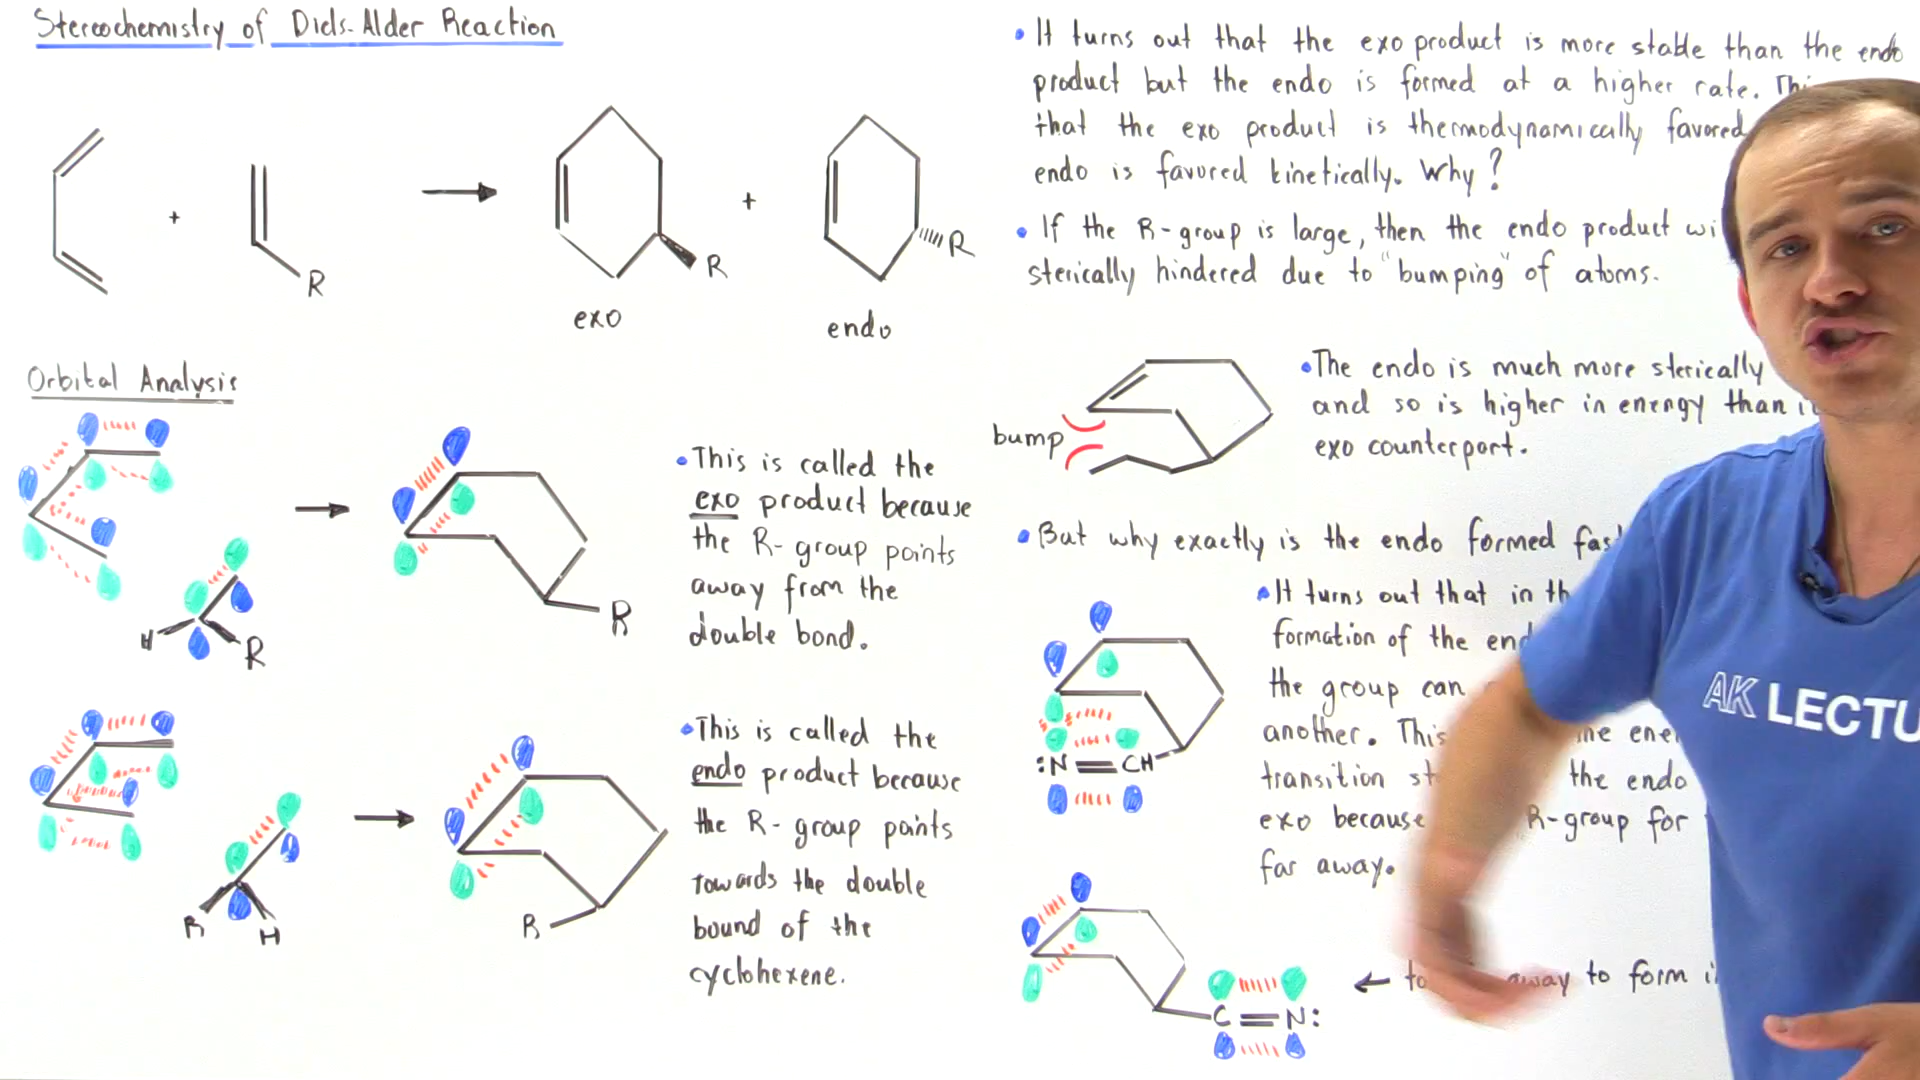 Stereochemistry of Diels-Alder Reaction
+
R
R
exo
+
R
endo
Orbital Analysis
H
R
R
• This is called the
exo product because
the R-group points
away from the
double bond.
R
H
R
• This is called the
endo product because
the R-group points
towards the double
bound of the
cyclohexene.
• It turns out that the exo product is more stable than the endo
product but the endo is formed at a higher rate.
that the exo product is thermodynamically favored
endo is favored kinetically. Why?
• If the R-group is large, then the endo product
sterically hindered due to "bumping" of atoms.
bump
• The endo is much more sterically
and so is higher in energy than
exo counterpart.
• But why exactly is the endo formed
• It turns out that in
formation of the
the group can
another. This
transition the endo
exo because R-group for
far away.
:N CH
C N:
← away to form
AK LECTU